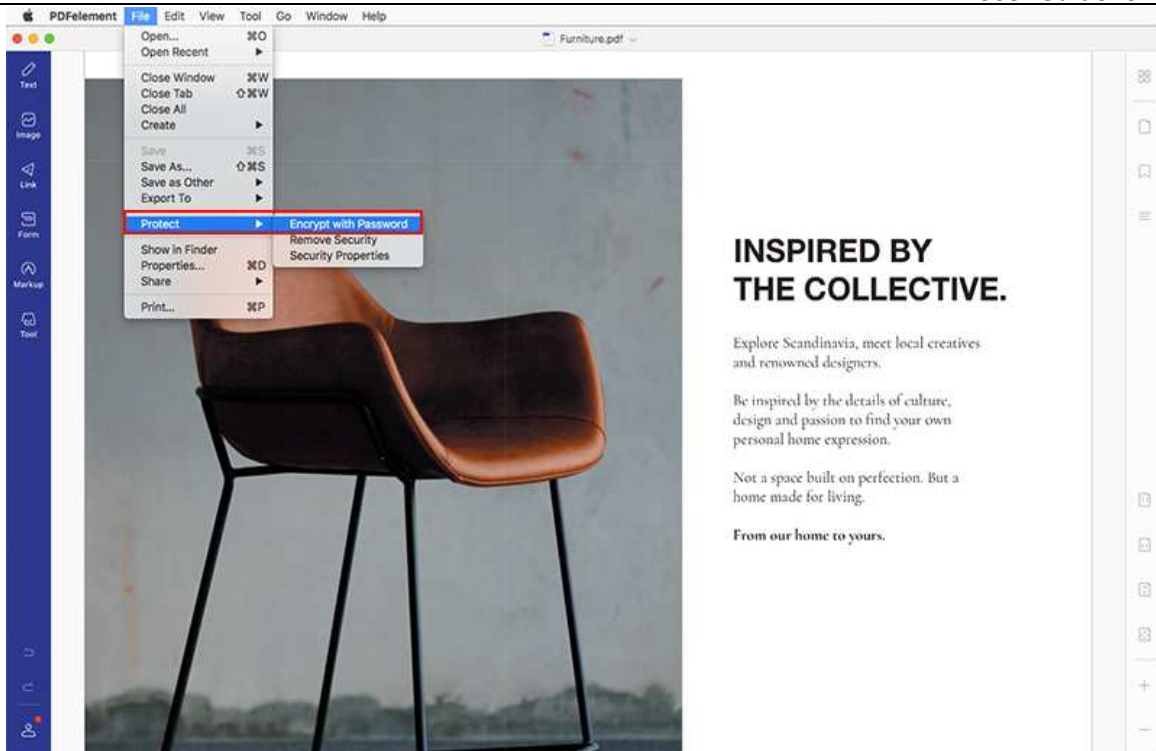 PDFelement File Edit View Tool Go Window Help
Furniture.pdf
Open... ⌘O
Open Recent
Close Window ⌘W
Close Tab ⇧⌘W
Close All
Create
Save ⌘S
Save As... ⇧⌘S
Save as Other
Export To
Protect
Encrypt with Password
Remove Security
Security Properties
Show in Finder
Properties... ⌘D
Share
Print... ⌘P
Text
Image
Link
Form
Markup
Tool
INSPIRED BY
THE COLLECTIVE.
Explore Scandinavia, meet local creatives
and renowned designers.
Be inspired by the details of culture,
design and passion to find your own
personal home expression.
Not a space built on perfection. But a
home made for living.
From our home to yours.